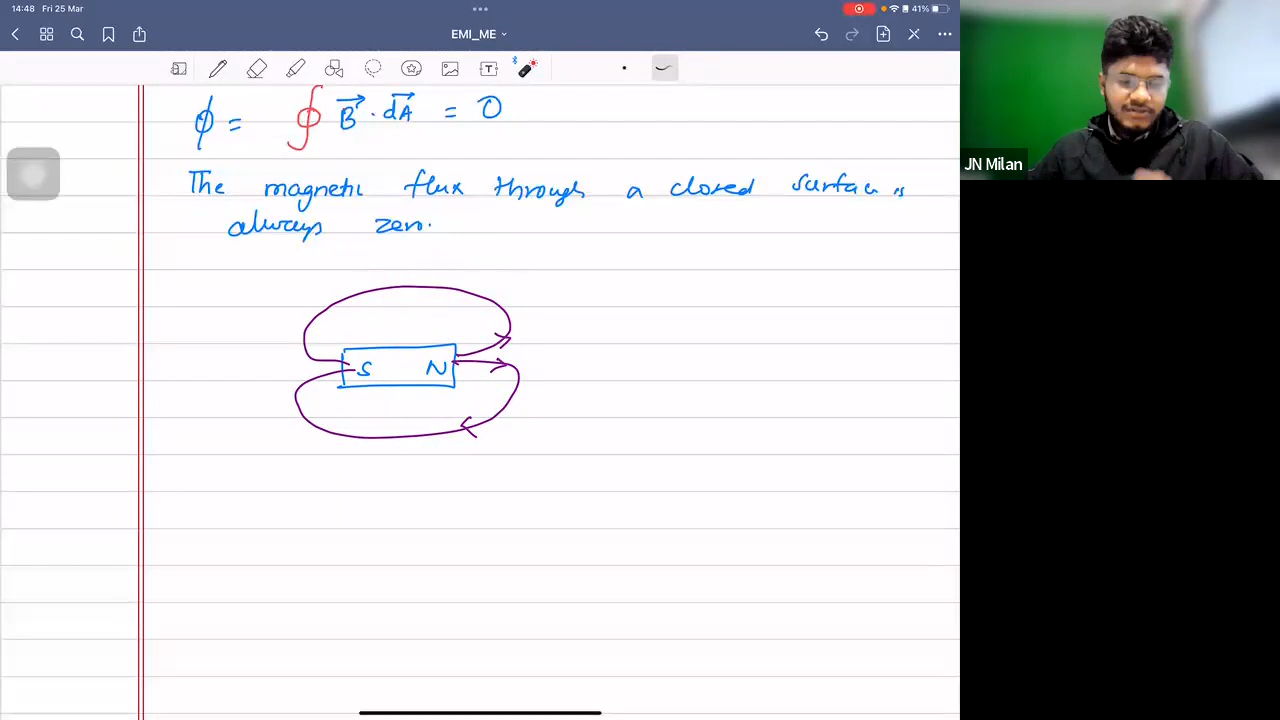 14:48 Fri 25 Mar
41%
EMI_ME
T
ϕ = ∮ B⃗ · dA⃗ = 0
The magnetic flux through a closed surface is
always zero.
S N
JN Milan